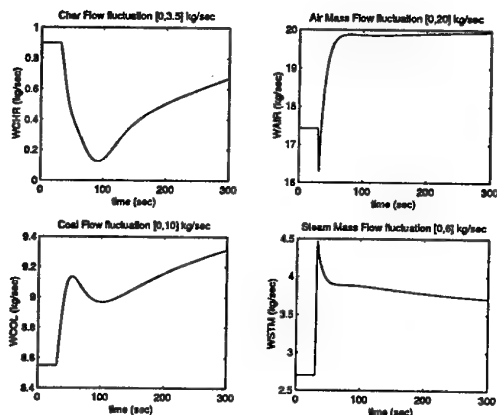 Char Flow fluctuation [0,3.5] kg/sec
WCHR (kg/sec)
1
0.8
0.6
0.4
0.2
0
0 100 200 300
time (sec)
Air Mass Flow fluctuation [0,20] kg/sec
WAIR (kg/sec)
20
19
18
17
16
0 100 200 300
time (sec)
Coal Flow fluctuation [0,10] kg/sec
WCOL (kg/sec)
9.4
9.2
9
8.8
8.6
8.4
0 100 200 300
time (sec)
Steam Mass Flow fluctuation [0,6] kg/sec
WSTM (kg/sec)
4.5
4
3.5
3
2.5
0 100 200 300
time (sec)